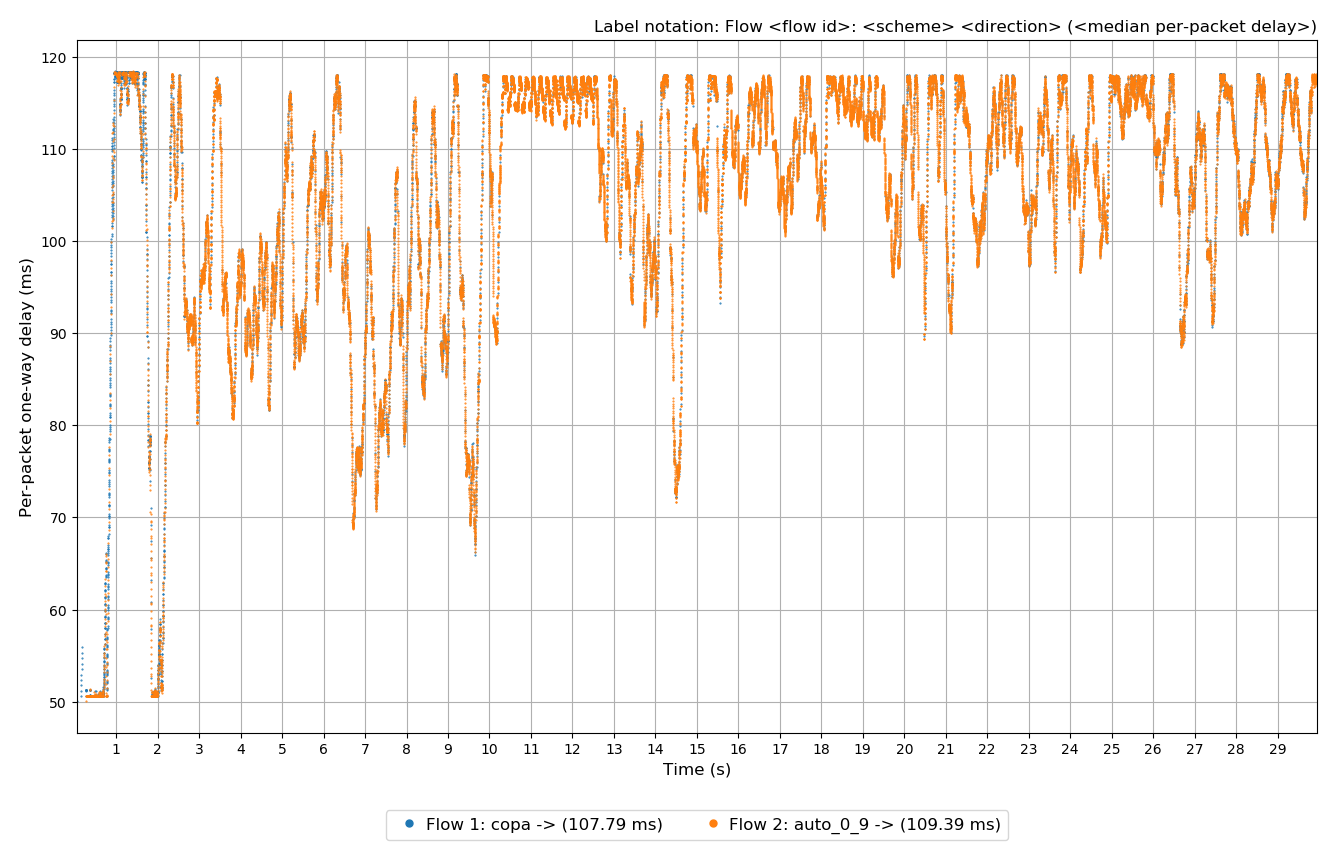 Label notation: Flow <flow id>: <scheme> <direction> (<median per-packet delay>)
120
110
100
90
80
70
60
50
Per-packet one-way delay (ms)
1 2 3 4 5 6 7 8 9 10 11 12 13 14 15 16 17 18 19 20 21 22 23 24 25 26 27 28 29
Time (s)
Flow 1: copa -> (107.79 ms) Flow 2: auto_0_9 -> (109.39 ms)